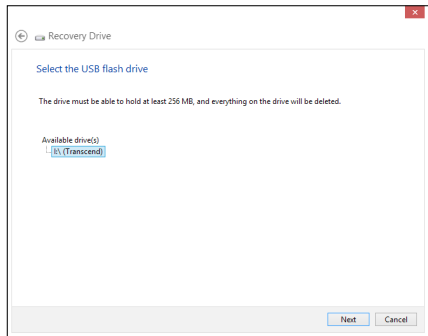 Recovery Drive
Select the USB flash drive
The drive must be able to hold at least 256 MB, and everything on the drive will be deleted.
Available drive(s)
I:\ (Transcend)
Next Cancel